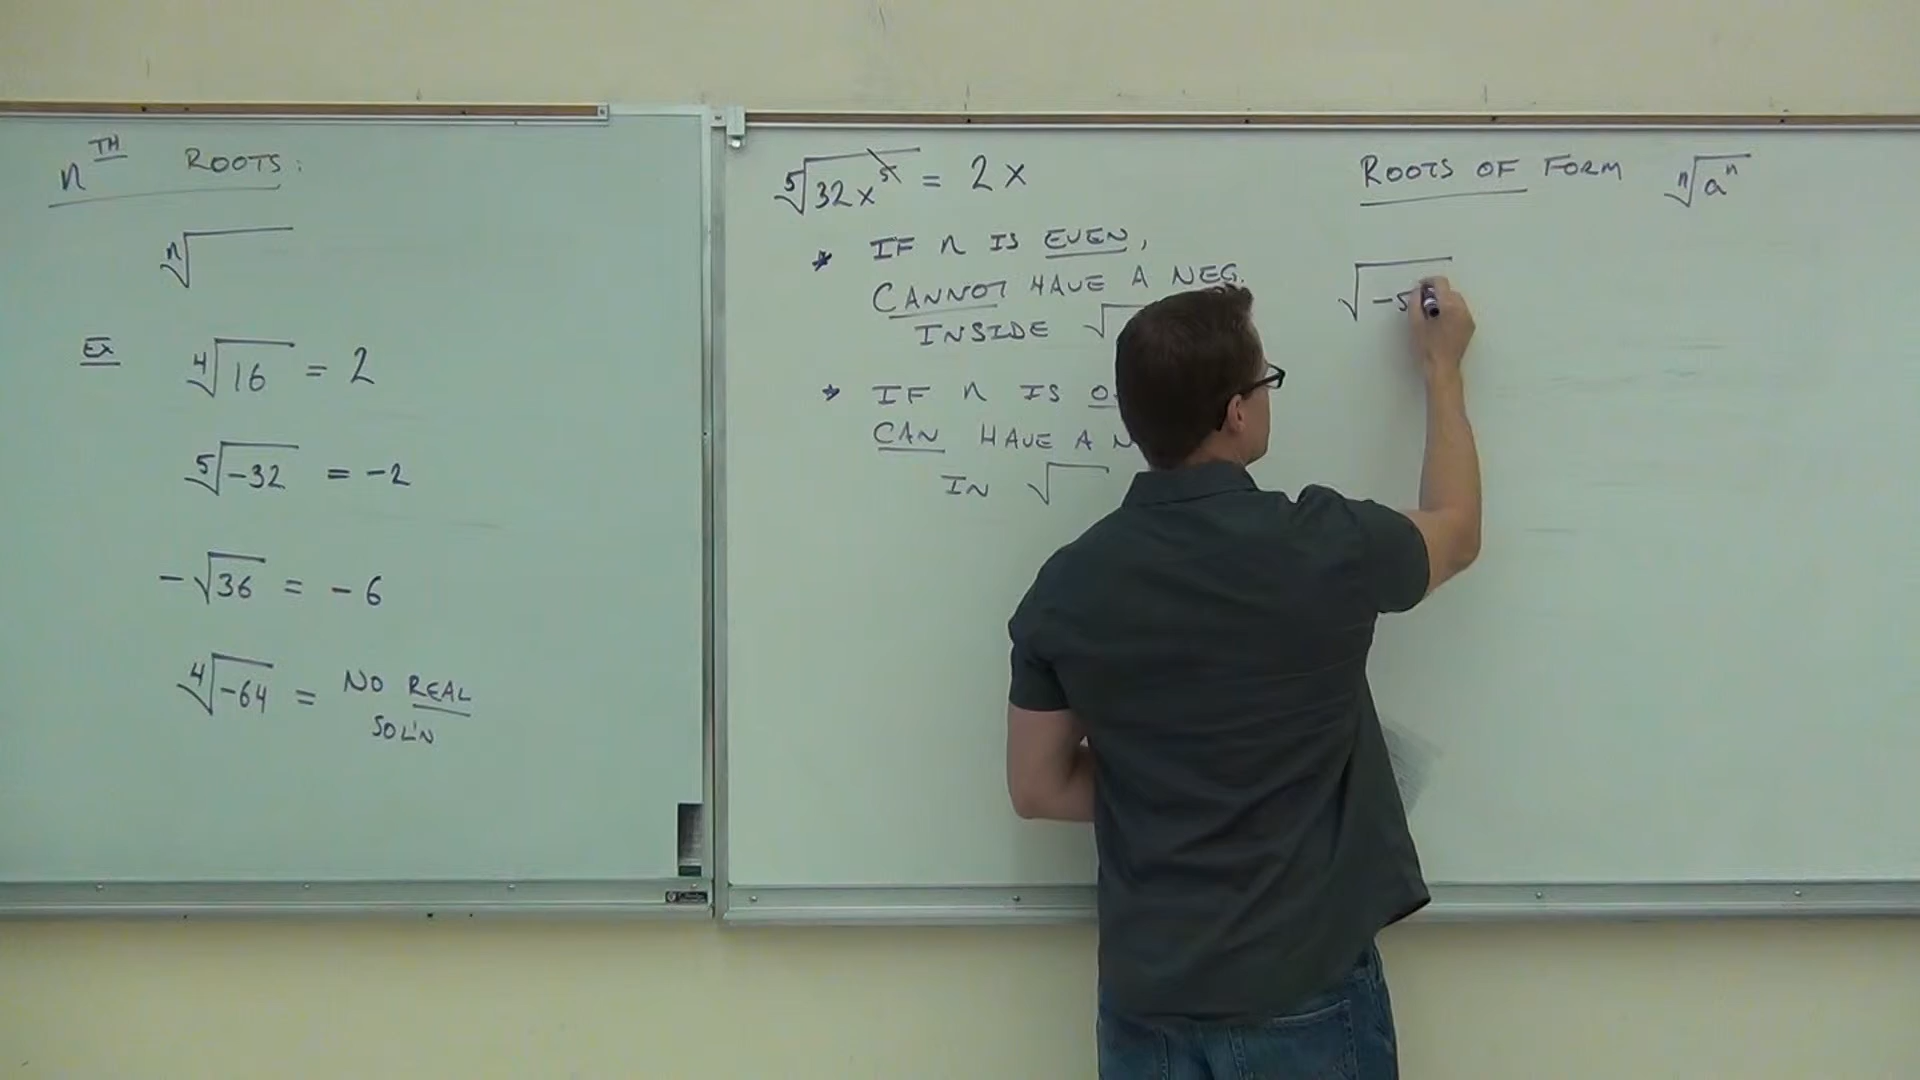 nTH ROOTS:
ⁿ√
Ex ⁴√16 = 2
⁵√-32 = -2
-√36 = -6
⁴√-64 = NO REAL
SOL'N
⁵√32x⁵ = 2x
* IF n IS EVEN,
CANNOT HAVE A NEG.
INSIDE √
* IF n IS
CAN HAVE A
IN √
ROOTS OF FORM ⁿ√aⁿ
√-5